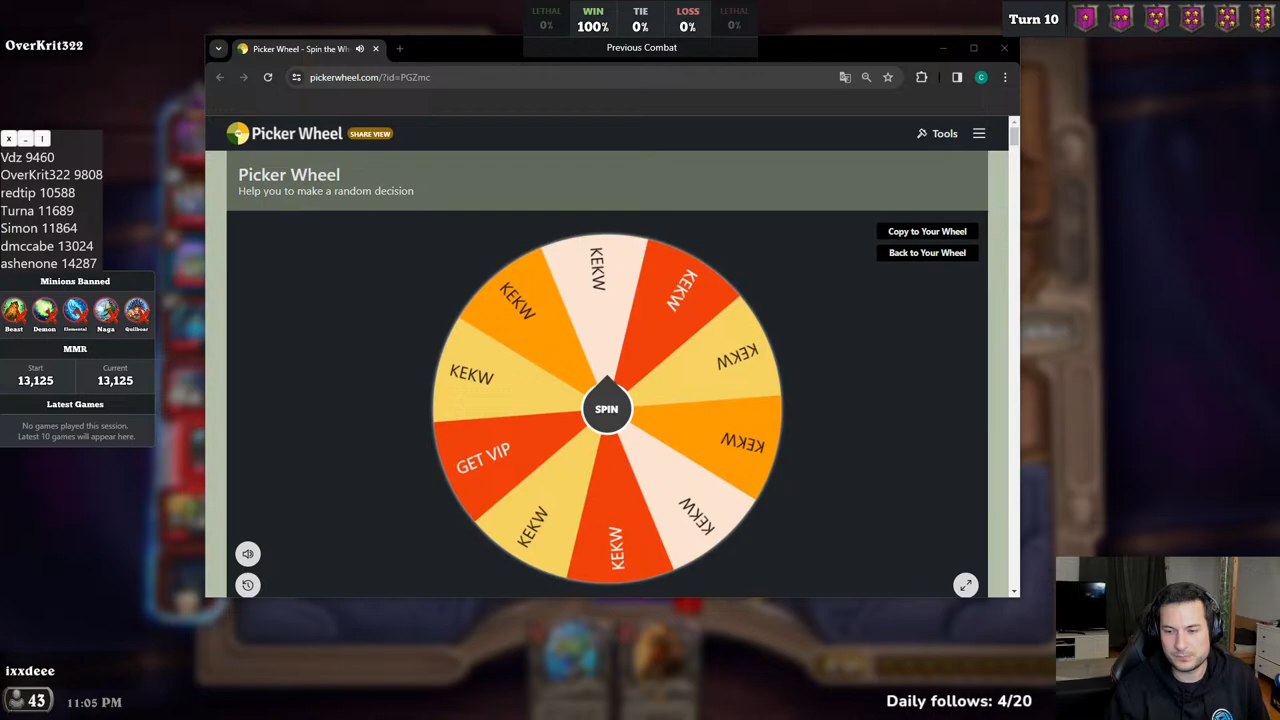 LETHAL
0%
WIN
100%
TIE
0%
LOSS
0%
LETHAL
0%
Previous Combat
Turn 10
OverKrit322
Picker Wheel - Spin the Wh
pickerwheel.com/?id=PGZmc
C
Picker Wheel SHARE VIEW
Tools
Picker Wheel
Help you to make a random decision
Copy to Your Wheel
Back to Your Wheel
x - I
Vdz 9460
OverKrit322 9808
redtip 10588
Turna 11689
Simon 11864
dmccabe 13024
ashenone 14287
Minions Banned
Beast
Demon
Elemental
Naga
Quilboar
MMR
Start
13,125
Current
13,125
Latest Games
No games played this session.
Latest 10 games will appear here.
KEKW
KEKW
KEKW
KEKW
KEKW
KEKW
KEKW
KEKW
GET VIP
KEKW
KEKW
SPIN
ixxdeee
43
11:05 PM
Daily follows: 4/20